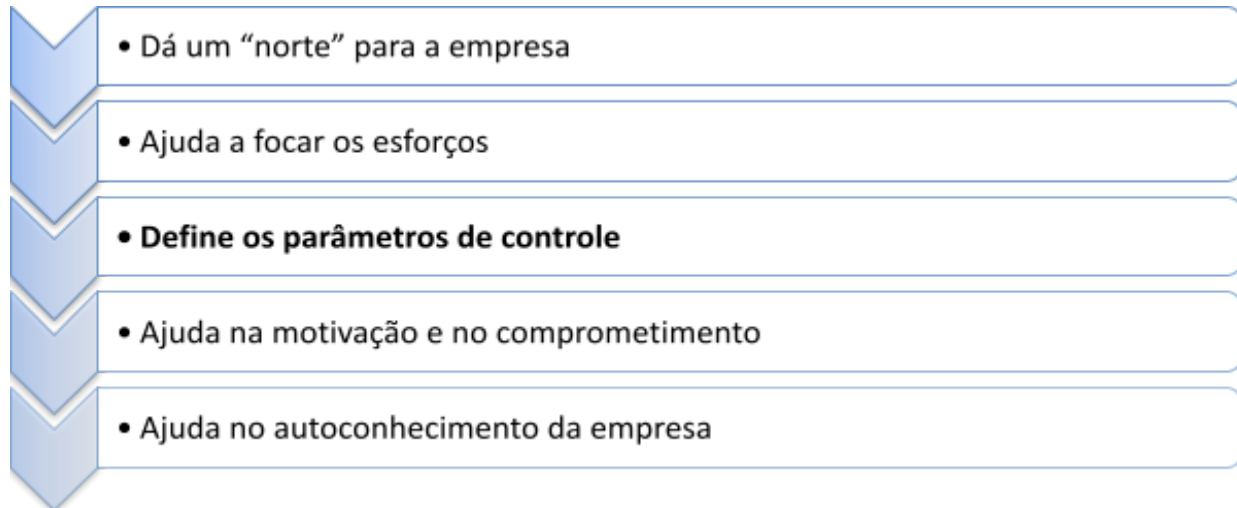 • Dá um “norte” para a empresa
• Ajuda a focar os esforços
• Define os parâmetros de controle
• Ajuda na motivação e no comprometimento
• Ajuda no autoconhecimento da empresa